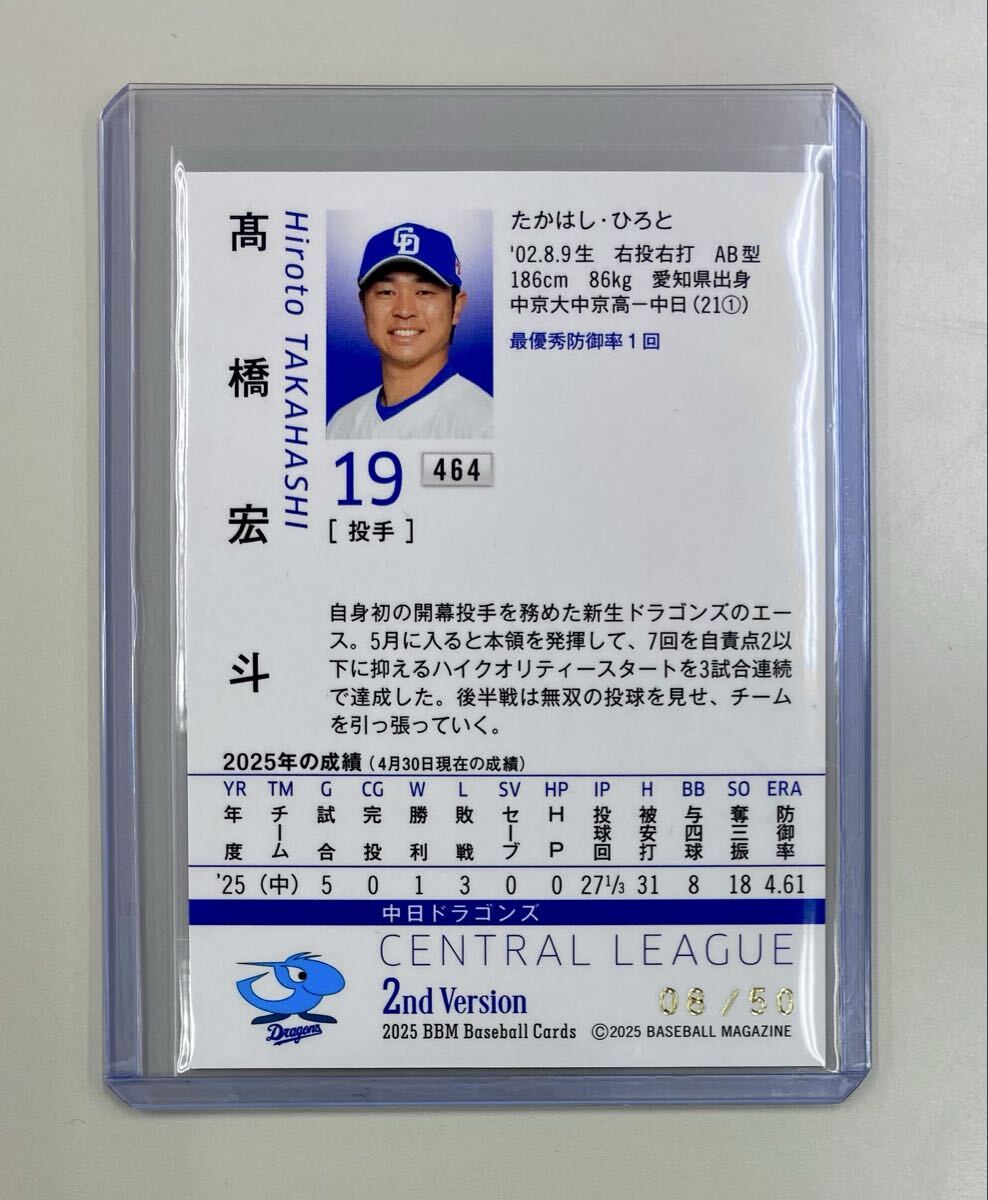 髙橋宏斗
Hiroto TAKAHASHI
たかはし・ひろと
'02.8.9生 右投右打 AB型
186cm 86kg 愛知県出身
中京大中京高ー中日(21①)
最優秀防御率1回
19
464
[ 投手 ]
自身初の開幕投手を務めた新生ドラゴンズのエー
ス。5月に入ると本領を発揮して、7回を自責点2以
下に抑えるハイクオリティースタートを3試合連続
で達成した。後半戦は無双の投球を見せ、チーム
を引っ張っていく。
2025年の成績(4月30日現在の成績)
YR TM G CG W L SV HP IP H BB SO ERA
年度 チーム 試合 完投 勝利 敗戦 セーブ HP 投球回 被安打 与四球 奪三振 防御率
'25 (中) 5 0 1 3 0 0 27 1/3 31 8 18 4.61
中日ドラゴンズ
CENTRAL LEAGUE
2nd Version
08/50
Dragons
2025 BBM Baseball Cards ©2025 BASEBALL MAGAZINE